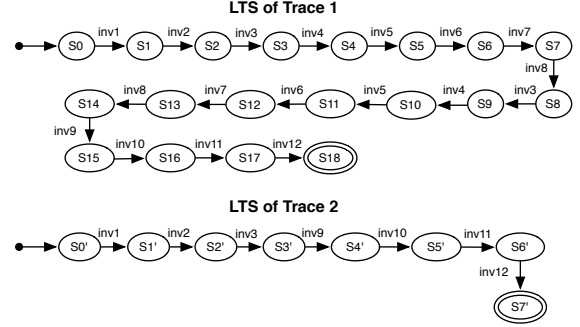 LTS of Trace 1
inv1 inv2 inv3 inv4 inv5 inv6 inv7
S0 S1 S2 S3 S4 S5 S6 S7
inv8
inv8 inv7 inv6 inv5 inv4 inv3
S14 S13 S12 S11 S10 S9 S8
inv9
inv10 inv11 inv12
S15 S16 S17 S18
LTS of Trace 2
inv1 inv2 inv3 inv9 inv10 inv11
S0' S1' S2' S3' S4' S5' S6'
inv12
S7'